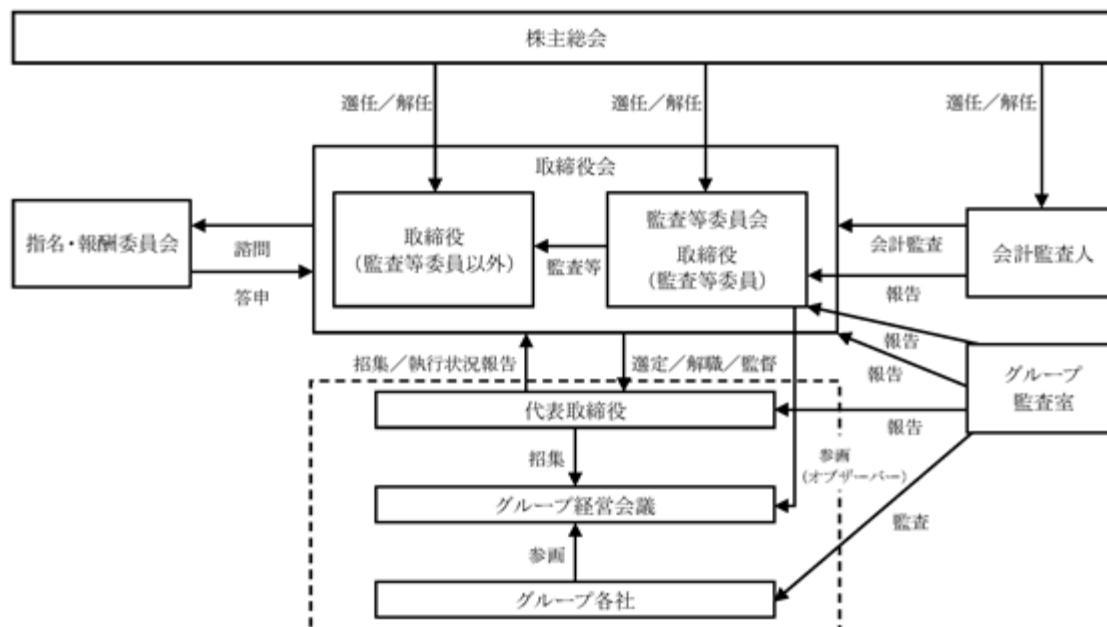 株主総会
選任／解任
選任／解任
選任／解任
取締役会
指名・報酬委員会
諮問
答申
取締役
（監査等委員以外）
監査等
監査等委員会
取締役
（監査等委員）
会計監査
報告
会計監査人
招集／執行状況報告
選定／解職／監督
報告
報告
報告
グループ
監査室
代表取締役
招集
参画
（オブザーバー）
グループ経営会議
参画
監査
グループ各社